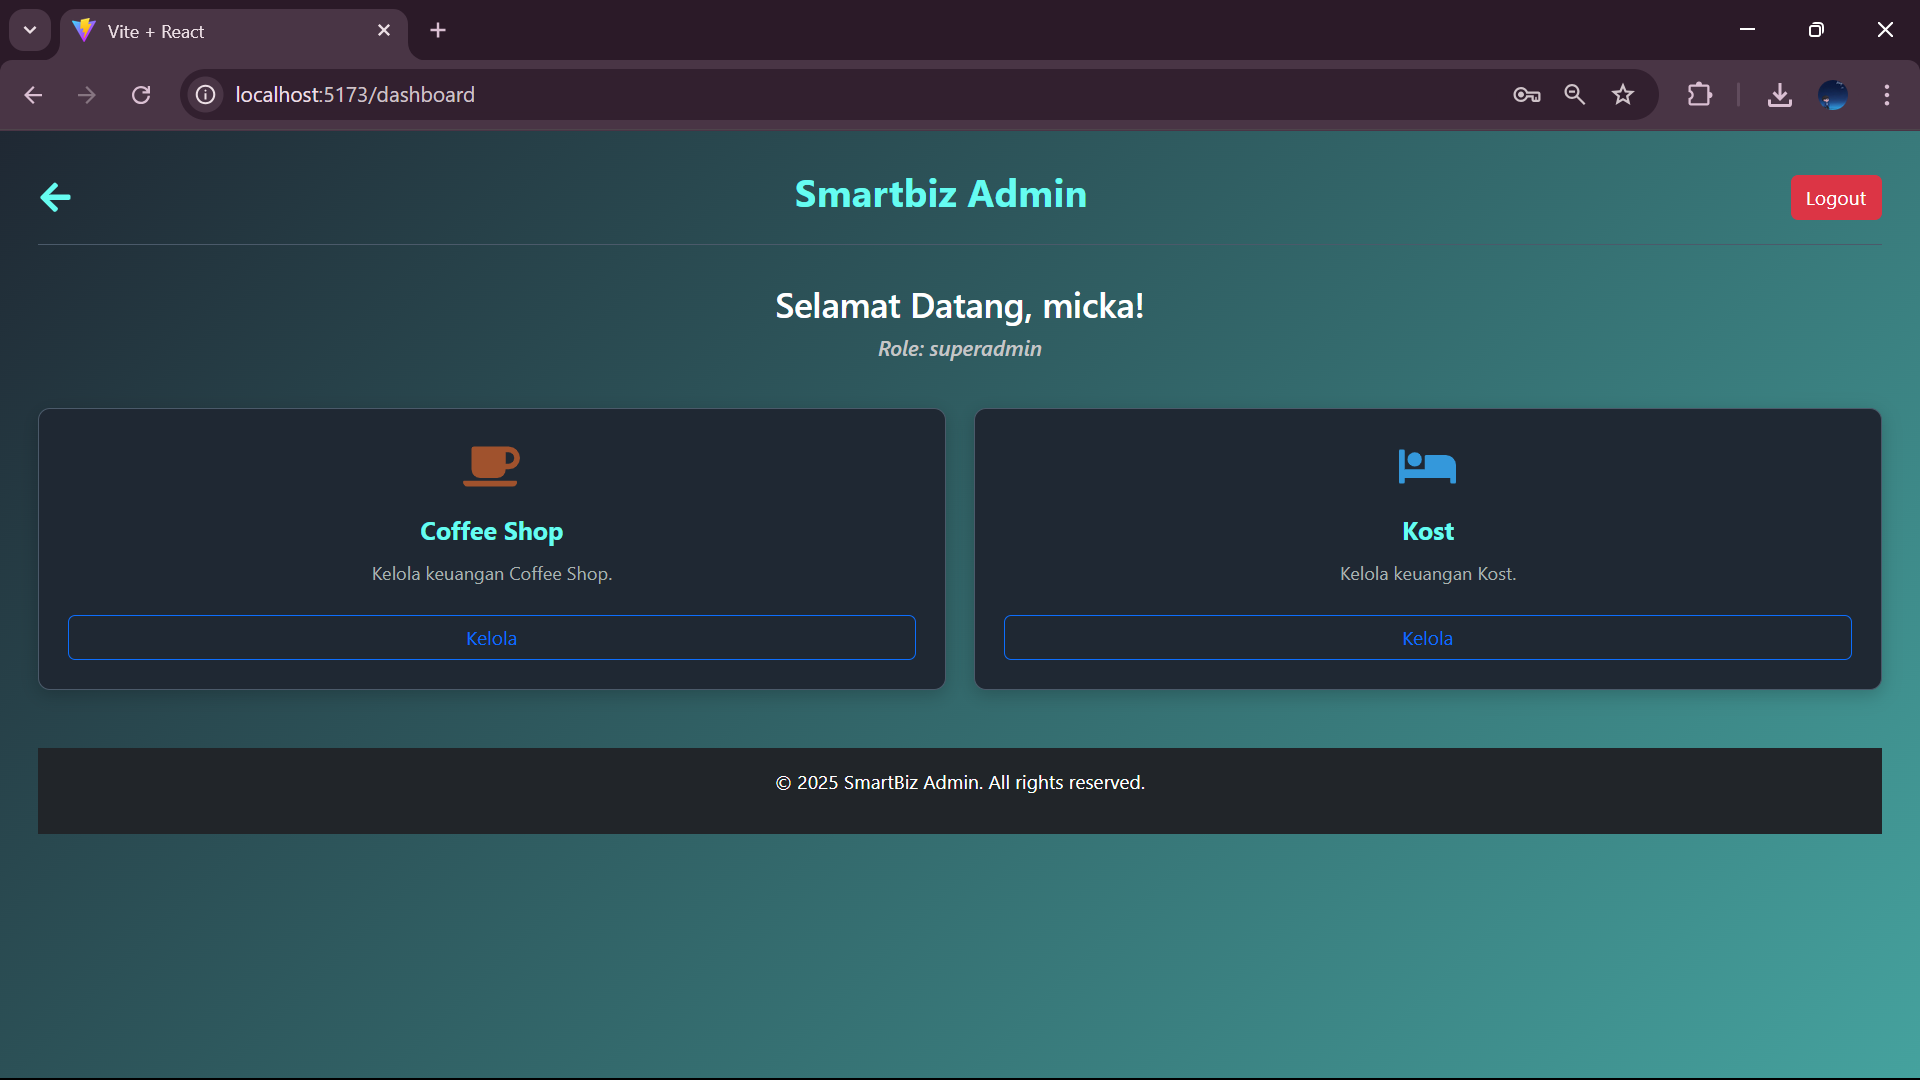 Vite + React
localhost:5173/dashboard
Smartbiz Admin
Logout
Selamat Datang, micka!
Role: superadmin
Coffee Shop
Kelola keuangan Coffee Shop.
Kelola
Kost
Kelola keuangan Kost.
Kelola
© 2025 SmartBiz Admin. All rights reserved.